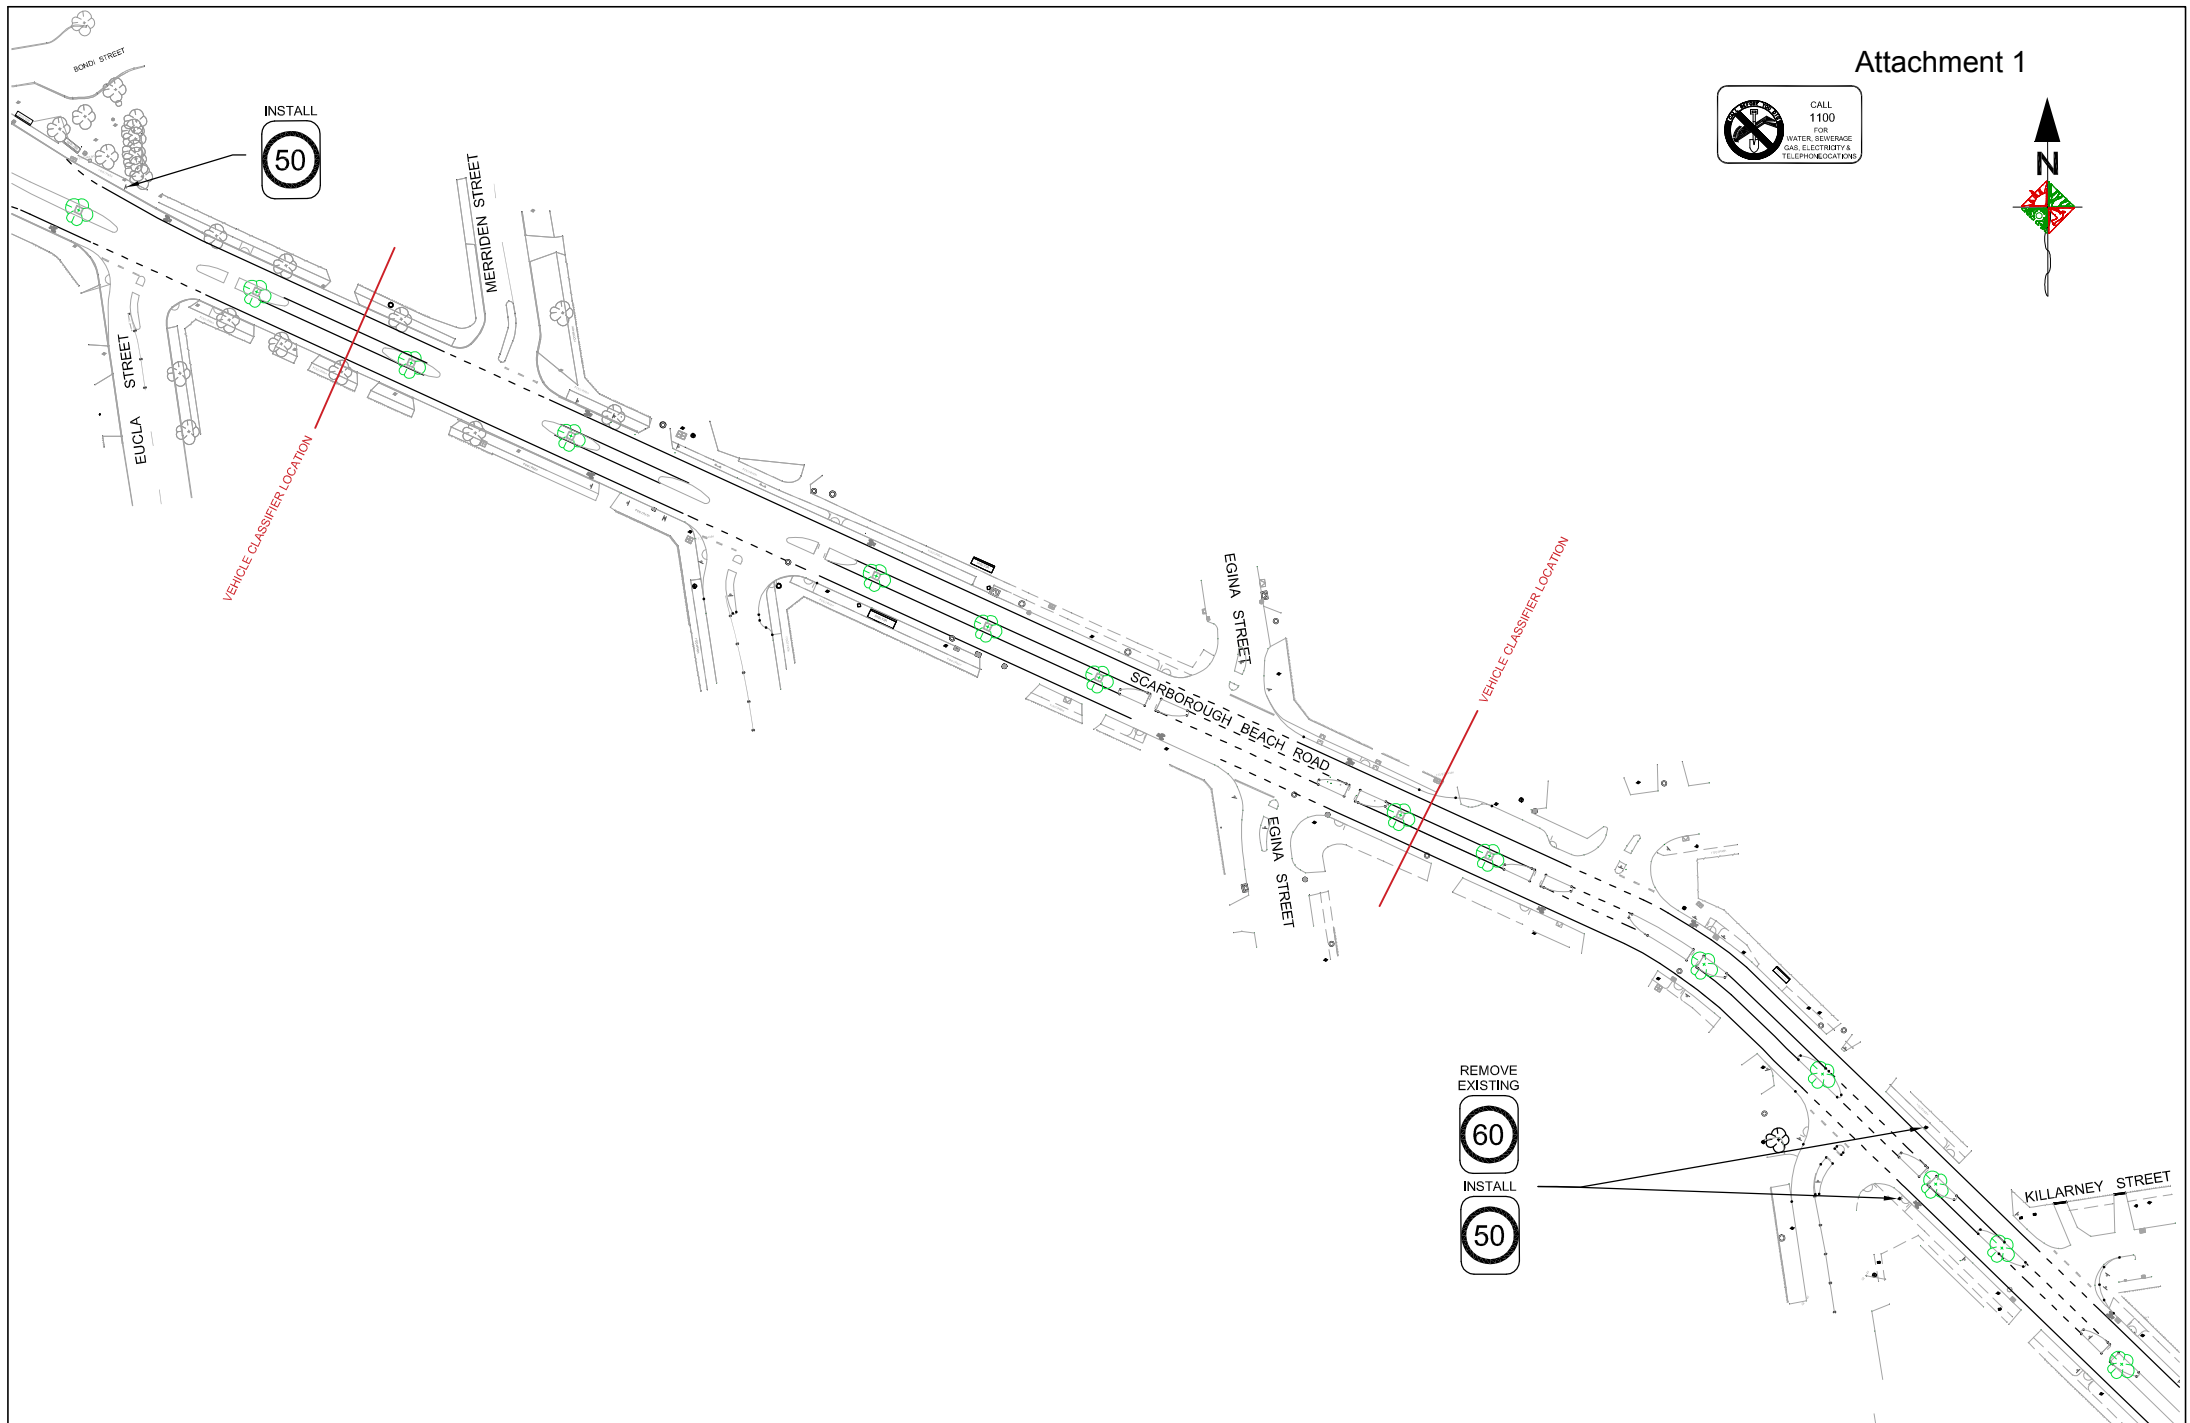 Attachment 1
BONDI STREET
INSTALL
50
CALL
1100
FOR
WATER, SEWERAGE
GAS, ELECTRICITY &
TELEPHONE OCATIONS
N
MERRIDEN STREET
EUCLA STREET
VEHICLE CLASSIFIER LOCATION
EGINA STREET
VEHICLE CLASSIFIER LOCATION
SCARBOROUGH BEACH ROAD
EGINA STREET
REMOVE
EXISTING
60
INSTALL
50
KILLARNEY STREET